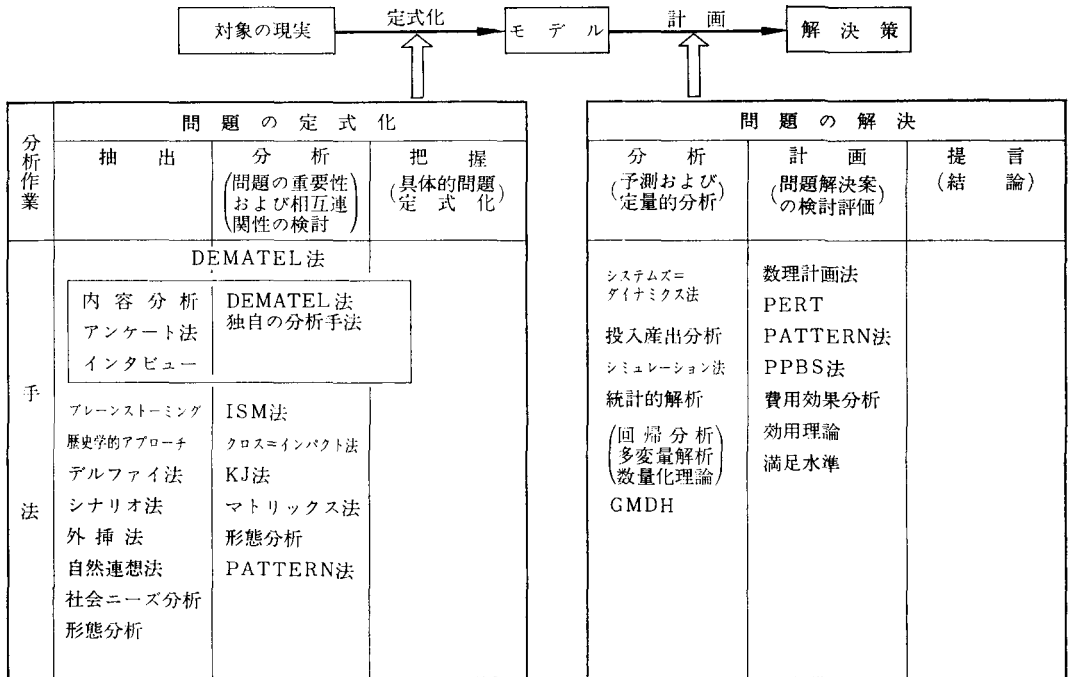 対象の現実
定式化
モデル
計画
解決策
分析作業
問題の定式化
抽出
分析
(問題の重要性
および相互連
関性の検討)
把握
(具体的問題
定式化)
手法
DEMATEL法
内容分析
アンケート法
インタビュー
DEMATEL法
独自の分析手法
ブレーンストーミング
歴史学的アプローチ
デルファイ法
シナリオ法
外挿法
自然連想法
社会ニーズ分析
形態分析
ISM法
クロス＝インパクト法
KJ法
マトリックス法
形態分析
PATTERN法
問題の解決
分析
(予測および
定量的分析)
計画
(問題解決案
の検討評価)
提言
(結論)
システムズ＝
ダイナミクス法
投入産出分析
シミュレーション法
統計的解析
(回帰分析
多変量解析
数量化理論)
GMDH
数理計画法
PERT
PATTERN法
PPBS法
費用効果分析
効用理論
満足水準